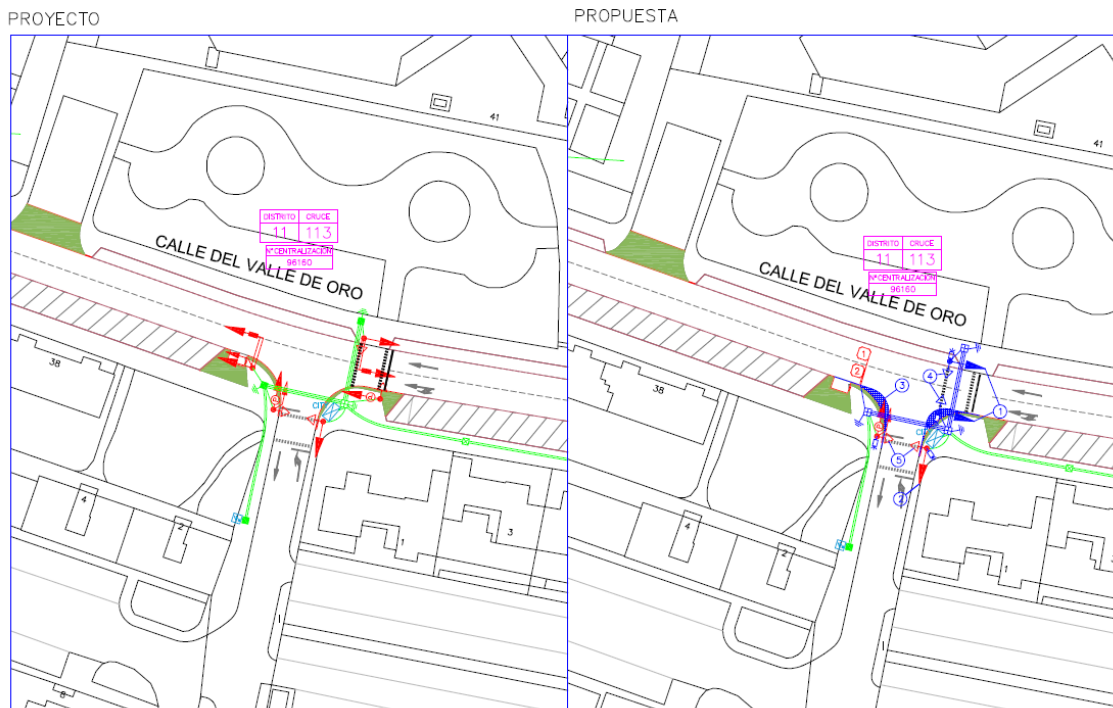 PROYECTO
41
DISTRITO CRUCE
11 113
NºCENTRALIZACIÓN
96160
CALLE DEL VALLE DE ORO
38
4
2
1
3
8
PROPUESTA
41
DISTRITO CRUCE
11 113
NºCENTRALIZACIÓN
96160
CALLE DEL VALLE DE ORO
1
2
38
3
4
1
5
2
4
2
1